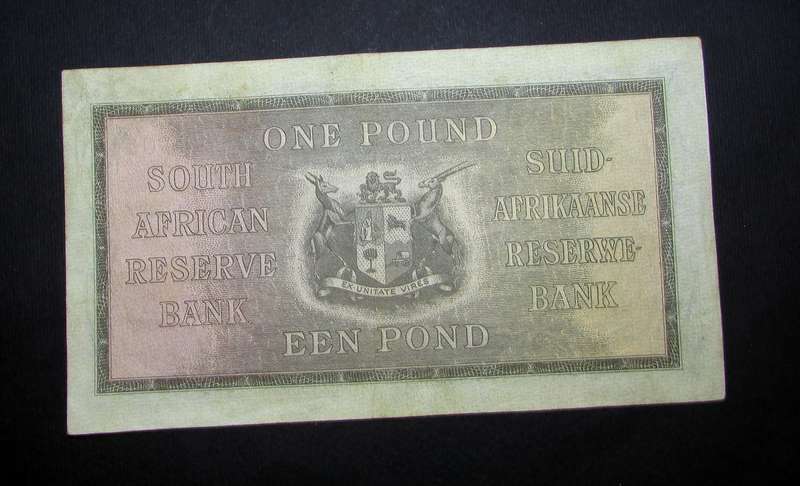 ONE POUND
SOUTH
AFRICAN
RESERVE
BANK
SUID-
AFRIKAANSE
RESERWE-
BANK
EX UNITATE VIRES
EEN POND